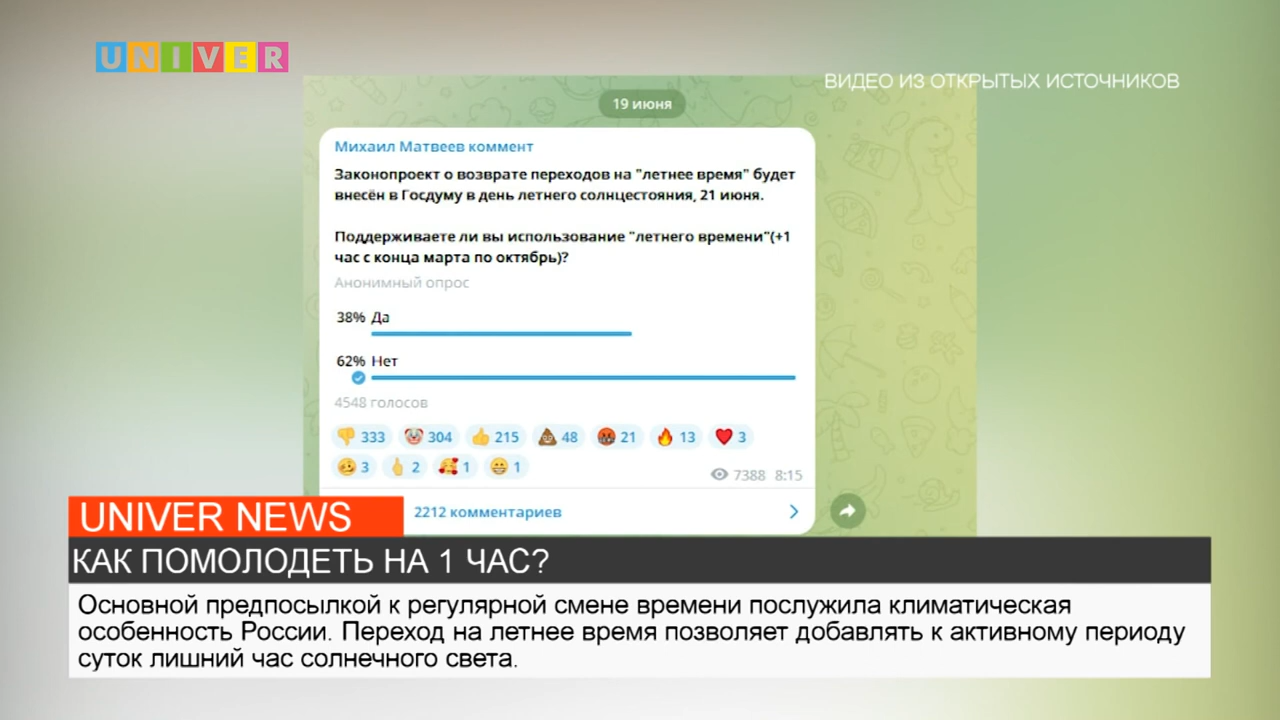 UNIVER
ВИДЕО ИЗ ОТКРЫТЫХ ИСТОЧНИКОВ
19 июня
Михаил Матвеев коммент
Законопроект о возврате переходов на "летнее время" будет
внесён в Госдуму в день летнего солнцестояния, 21 июня.
Поддерживаете ли вы использование "летнего времени"(+1
час с конца марта по октябрь)?
Анонимный опрос
38% Да
62% Нет
4548 голосов
333 304 215 48 21 13 3
3 2 1 1
7388 8:15
2212 комментариев
UNIVER NEWS
КАК ПОМОЛОДЕТЬ НА 1 ЧАС?
Основной предпосылкой к регулярной смене времени послужила климатическая
особенность России. Переход на летнее время позволяет добавлять к активному периоду
суток лишний час солнечного света.